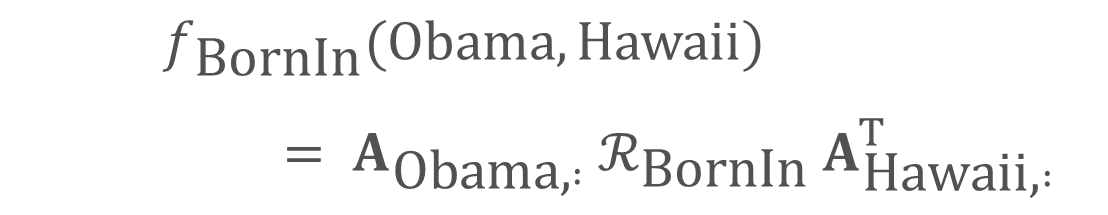 f_BornIn(Obama, Hawaii)
= A_Obama,: ℛ_BornIn A^T_Hawaii,: